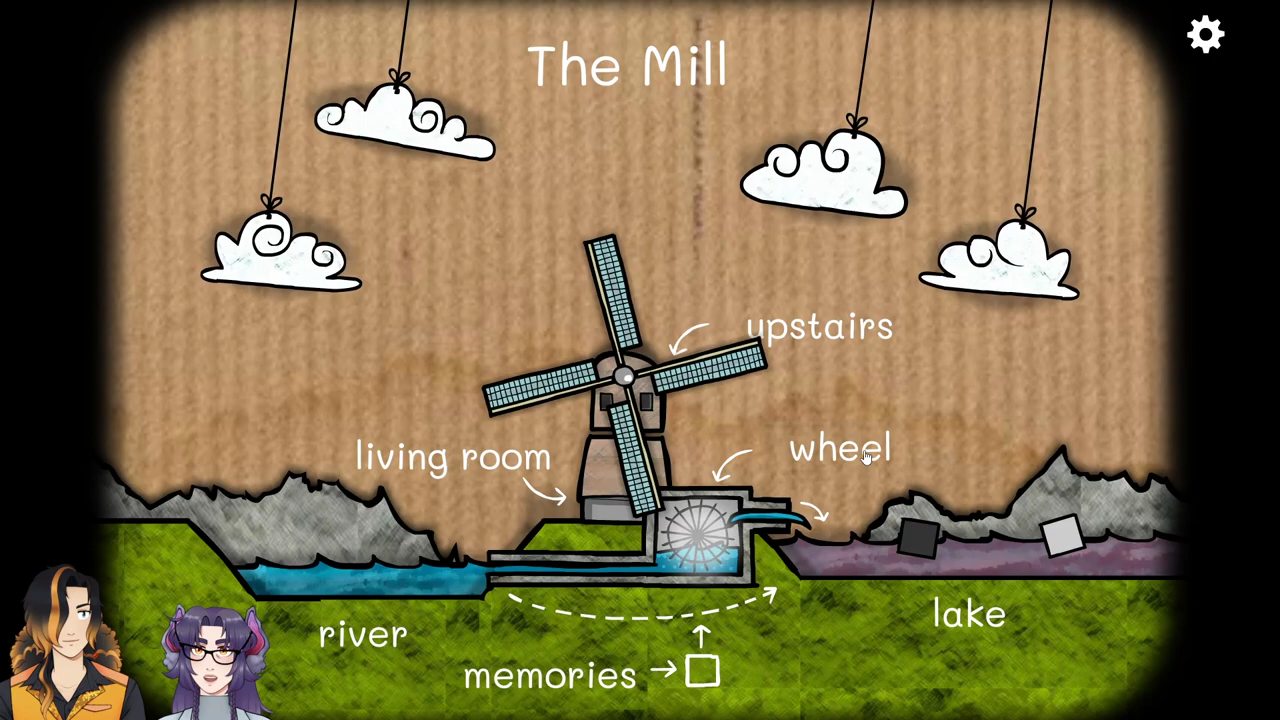 The Mill
upstairs
living room
wheel
river
lake
memories